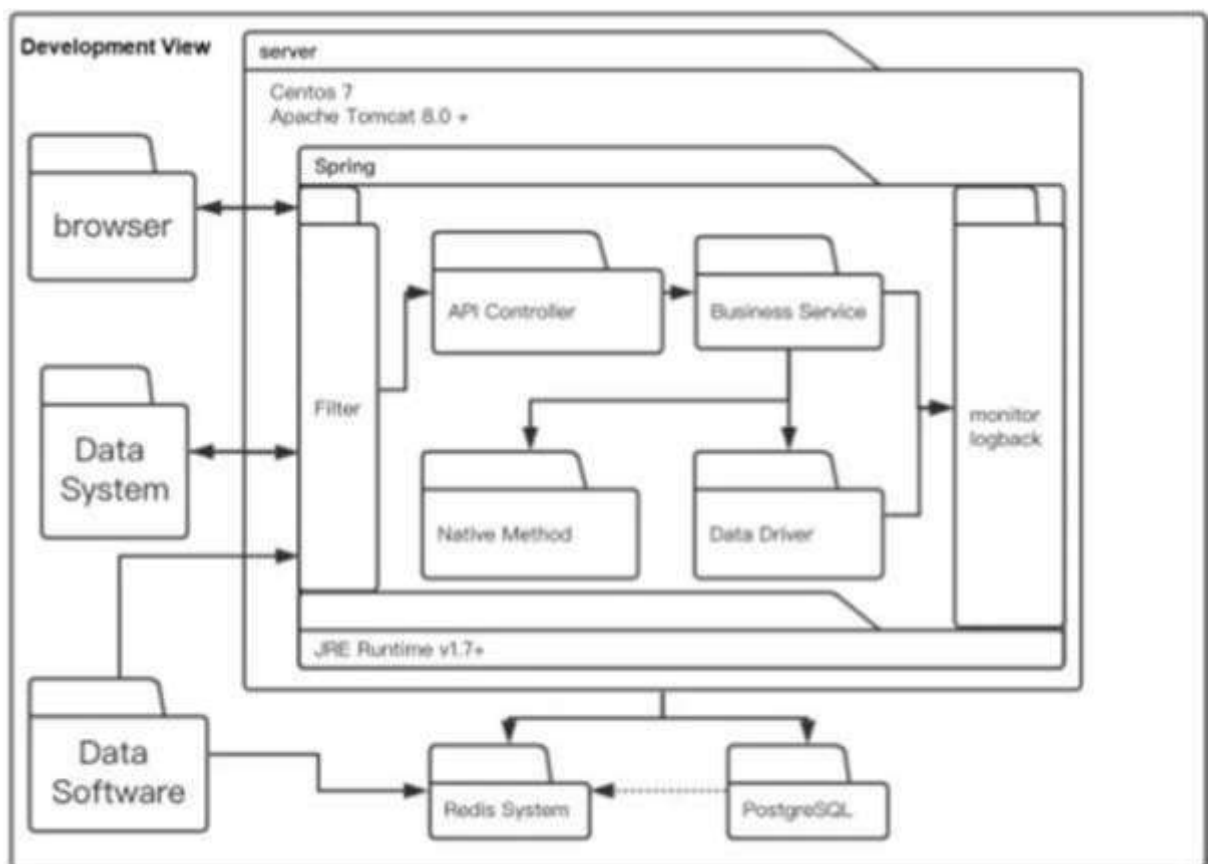 Development View
server
Centos 7
Apache Tomcat 8.0 +
Spring
browser
API Controller
Business Service
Filter
monitor
logback
Data
System
Native Method
Data Driver
JRE Runtime v1.7+
Data
Software
Redis System
PostgreSQL